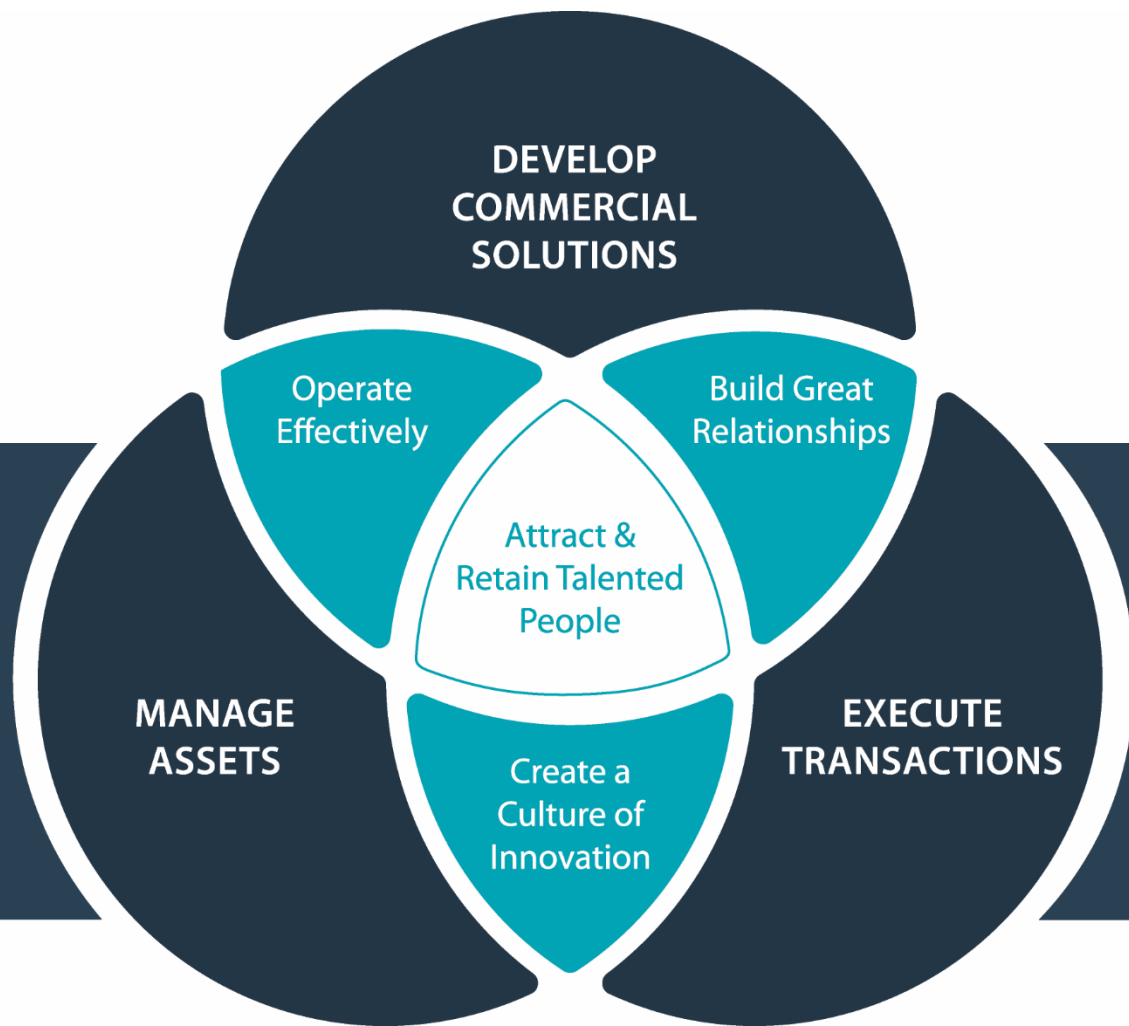 DEVELOP
COMMERCIAL
SOLUTIONS
Operate
Effectively
Build Great
Relationships
Attract &
Retain Talented
People
MANAGE
ASSETS
EXECUTE
TRANSACTIONS
Create a
Culture of
Innovation